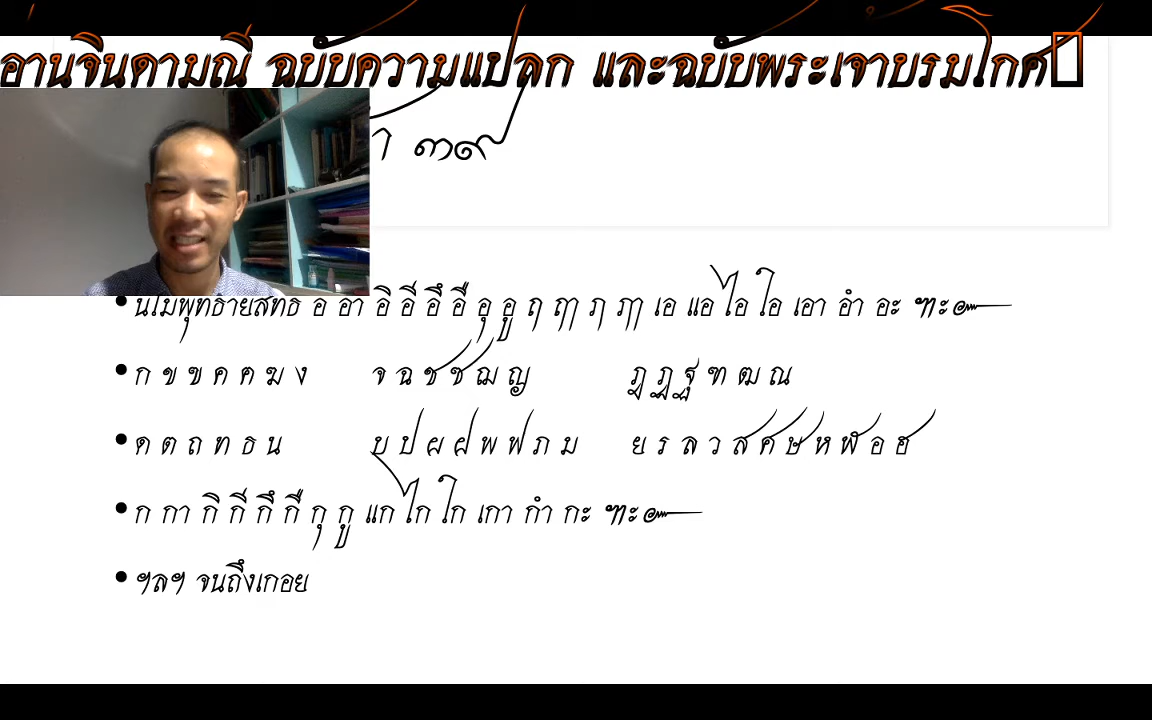 อ่านจินดามณี ฉบับความแปลก และฉบับพระเจ้าบรมโกศ
๓๙
นโมพุทธายสิทธ อ อา อิ อี อึ อื อุ อู ฤ ฤๅ ฦ ฦๅ เอ แอ ไอ ใอ เอา อำ อะ ฯะ๛
ก ข ฃ ค ฅ ฆ ง จ ฉ ช ซ ฌ ญ ฎ ฏ ฐ ฑ ฒ ณ
ด ต ถ ท ธ น บ ป ผ ฝ พ ฟ ภ ม ย ร ล ว ส ศ ษ ห ฬ อ ฮ
ก กา กิ กี กึ กื กุ กู แก ไก ใก เกา กำ กะ ฯะ๛
ฯลฯ จนถึงเกอย